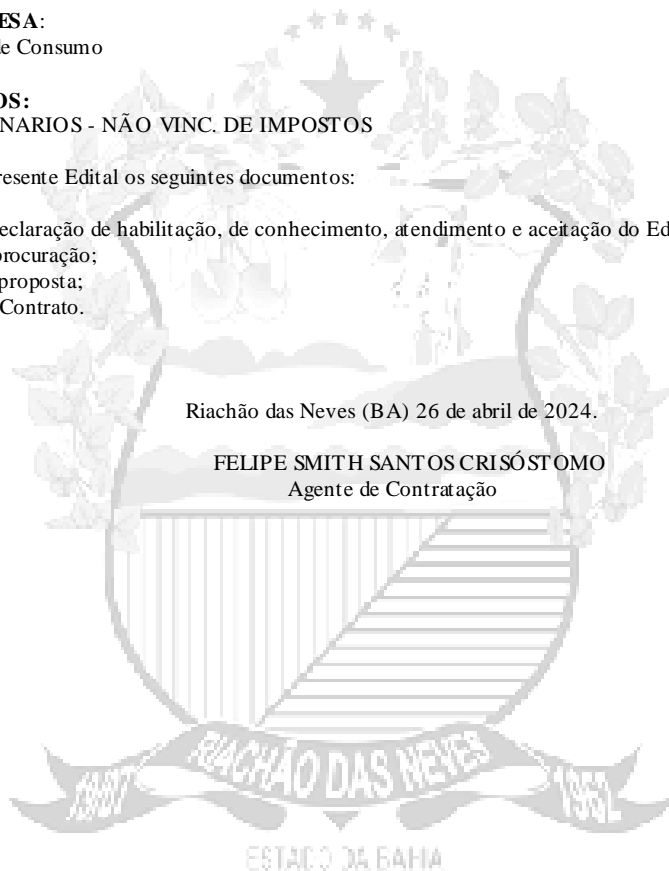 ESA:
de Consumo
OS:
NARIOS - NÃO VINC. DE IMPOSTOS
resente Edital os seguintes documentos:
eclaração de habilitação, de conhecimento, atendimento e aceitação do Ed
procuração;
proposta;
Contrato.
Riachão das Neves (BA) 26 de abril de 2024.
FELIPE SMITH SANTOS CRISÓSTOMO
Agente de Contratação
RIACHÃO DAS NEVES
1962
ESTADO DA BAHIA